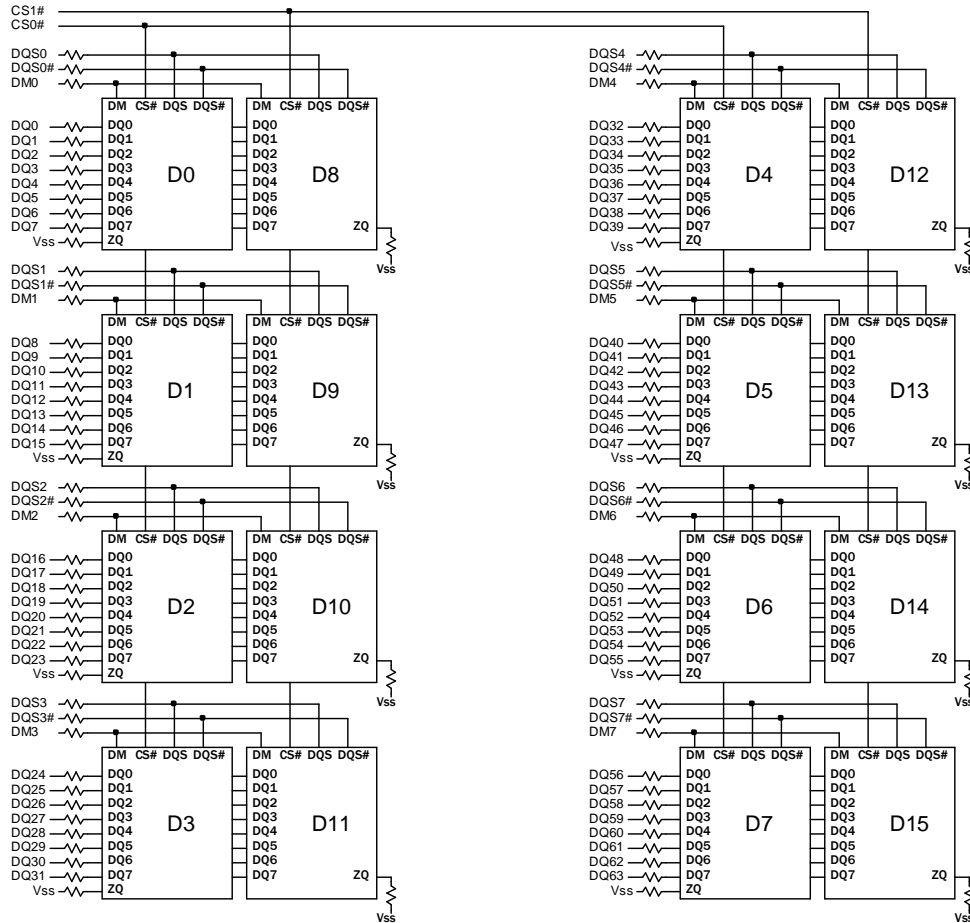 CS1#
CS0#
DQS0
DQS0#
DM0
DM CS# DQS DQS# DM CS# DQS DQS#
DQ0 DQ0 DQ0
DQ1 DQ1 DQ1
DQ2 DQ2 DQ2
DQ3 DQ3 D0 DQ3 D8
DQ4 DQ4 DQ4
DQ5 DQ5 DQ5
DQ6 DQ6 DQ6
DQ7 DQ7 DQ7 ZQ
Vss ZQ
Vss
DQS1
DQS1#
DM1
DM CS# DQS DQS# DM CS# DQS DQS#
DQ8 DQ0 DQ0
DQ9 DQ1 DQ1
DQ10 DQ2 DQ2
DQ11 DQ3 D1 DQ3 D9
DQ12 DQ4 DQ4
DQ13 DQ5 DQ5
DQ14 DQ6 DQ6
DQ15 DQ7 DQ7 ZQ
Vss ZQ
Vss
DQS2
DQS2#
DM2
DM CS# DQS DQS# DM CS# DQS DQS#
DQ16 DQ0 DQ0
DQ17 DQ1 DQ1
DQ18 DQ2 DQ2
DQ19 DQ3 D2 DQ3 D10
DQ20 DQ4 DQ4
DQ21 DQ5 DQ5
DQ22 DQ6 DQ6
DQ23 DQ7 DQ7 ZQ
Vss ZQ
Vss
DQS3
DQS3#
DM3
DM CS# DQS DQS# DM CS# DQS DQS#
DQ24 DQ0 DQ0
DQ25 DQ1 DQ1
DQ26 DQ2 DQ2
DQ27 DQ3 D3 DQ3 D11
DQ28 DQ4 DQ4
DQ29 DQ5 DQ5
DQ30 DQ6 DQ6
DQ31 DQ7 DQ7 ZQ
Vss ZQ
Vss
DQS4
DQS4#
DM4
DM CS# DQS DQS# DM CS# DQS DQS#
DQ32 DQ0 DQ0
DQ33 DQ1 DQ1
DQ34 DQ2 DQ2
DQ35 DQ3 D4 DQ3 D12
DQ36 DQ4 DQ4
DQ37 DQ5 DQ5
DQ38 DQ6 DQ6
DQ39 DQ7 DQ7 ZQ
Vss ZQ
Vss
DQS5
DQS5#
DM5
DM CS# DQS DQS# DM CS# DQS DQS#
DQ40 DQ0 DQ0
DQ41 DQ1 DQ1
DQ42 DQ2 DQ2
DQ43 DQ3 D5 DQ3 D13
DQ44 DQ4 DQ4
DQ45 DQ5 DQ5
DQ46 DQ6 DQ6
DQ47 DQ7 DQ7 ZQ
Vss ZQ
Vss
DQS6
DQS6#
DM6
DM CS# DQS DQS# DM CS# DQS DQS#
DQ48 DQ0 DQ0
DQ49 DQ1 DQ1
DQ50 DQ2 DQ2
DQ51 DQ3 D6 DQ3 D14
DQ52 DQ4 DQ4
DQ53 DQ5 DQ5
DQ54 DQ6 DQ6
DQ55 DQ7 DQ7 ZQ
Vss ZQ
Vss
DQS7
DQS7#
DM7
DM CS# DQS DQS# DM CS# DQS DQS#
DQ56 DQ0 DQ0
DQ57 DQ1 DQ1
DQ58 DQ2 DQ2
DQ59 DQ3 D7 DQ3 D15
DQ60 DQ4 DQ4
DQ61 DQ5 DQ5
DQ62 DQ6 DQ6
DQ63 DQ7 DQ7 ZQ
Vss ZQ
Vss